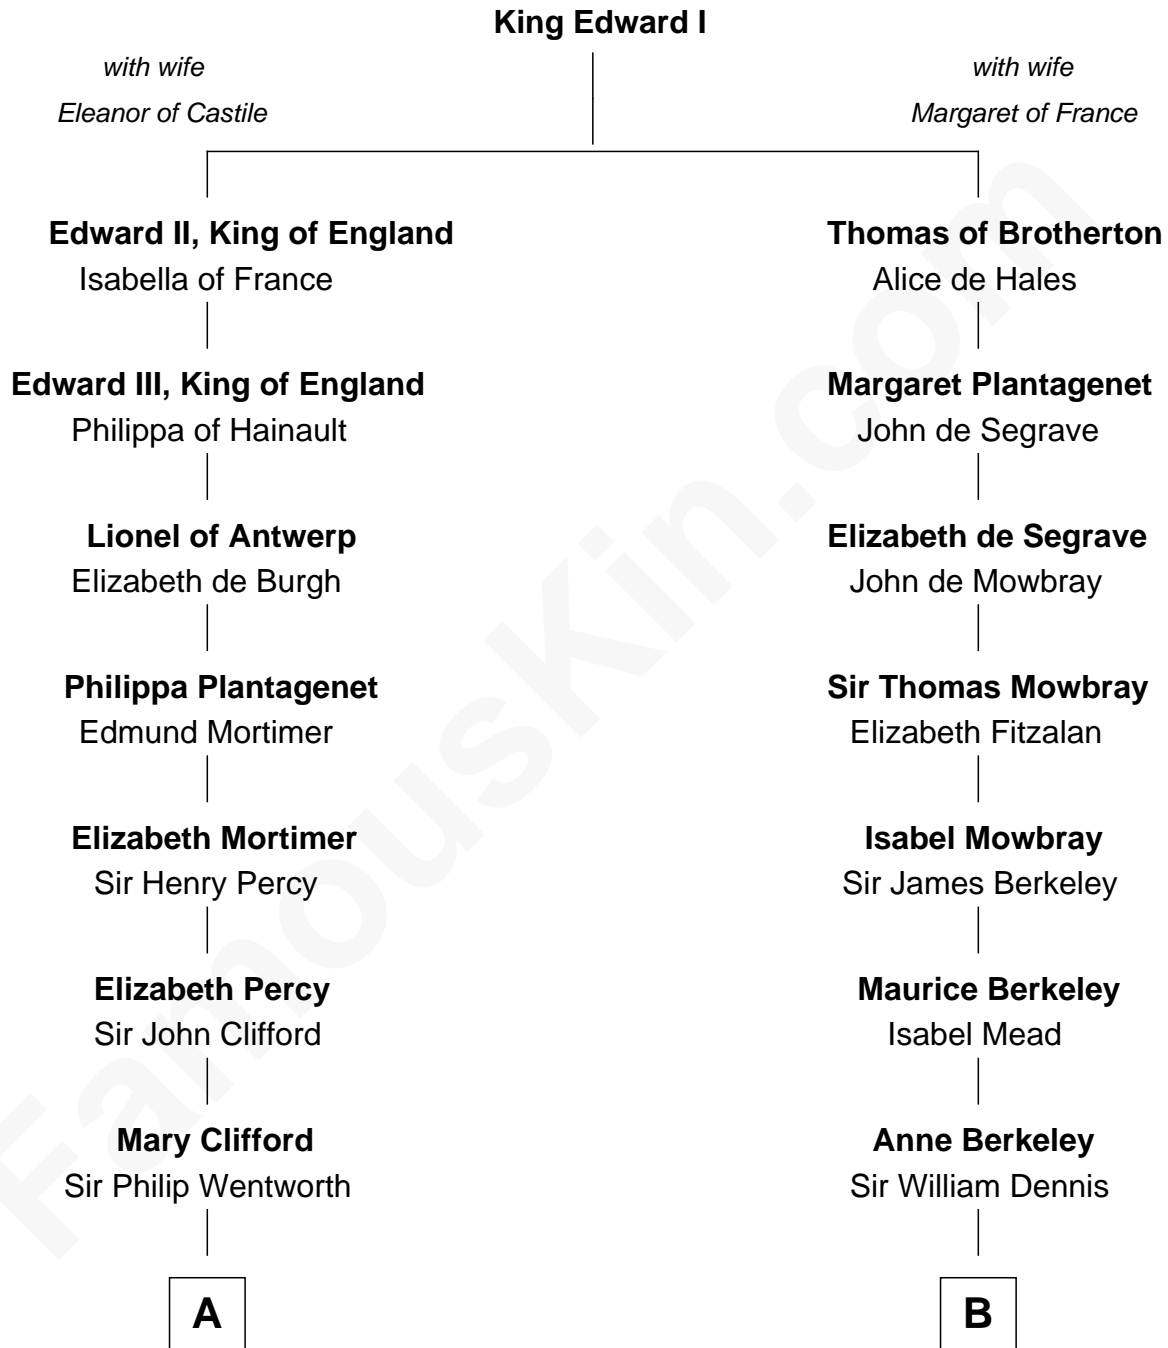 King Edward I
with wife
Eleanor of Castile
with wife
Margaret of France
Edward II, King of England
Isabella of France
Thomas of Brotherton
Alice de Hales
Edward III, King of England
Philippa of Hainault
Margaret Plantagenet
John de Segrave
Lionel of Antwerp
Elizabeth de Burgh
Elizabeth de Segrave
John de Mowbray
Philippa Plantagenet
Edmund Mortimer
Sir Thomas Mowbray
Elizabeth Fitzalan
Elizabeth Mortimer
Sir Henry Percy
Isabel Mowbray
Sir James Berkeley
Elizabeth Percy
Sir John Clifford
Maurice Berkeley
Isabel Mead
Mary Clifford
Sir Philip Wentworth
Anne Berkeley
Sir William Dennis
A
B
FamousKin.com